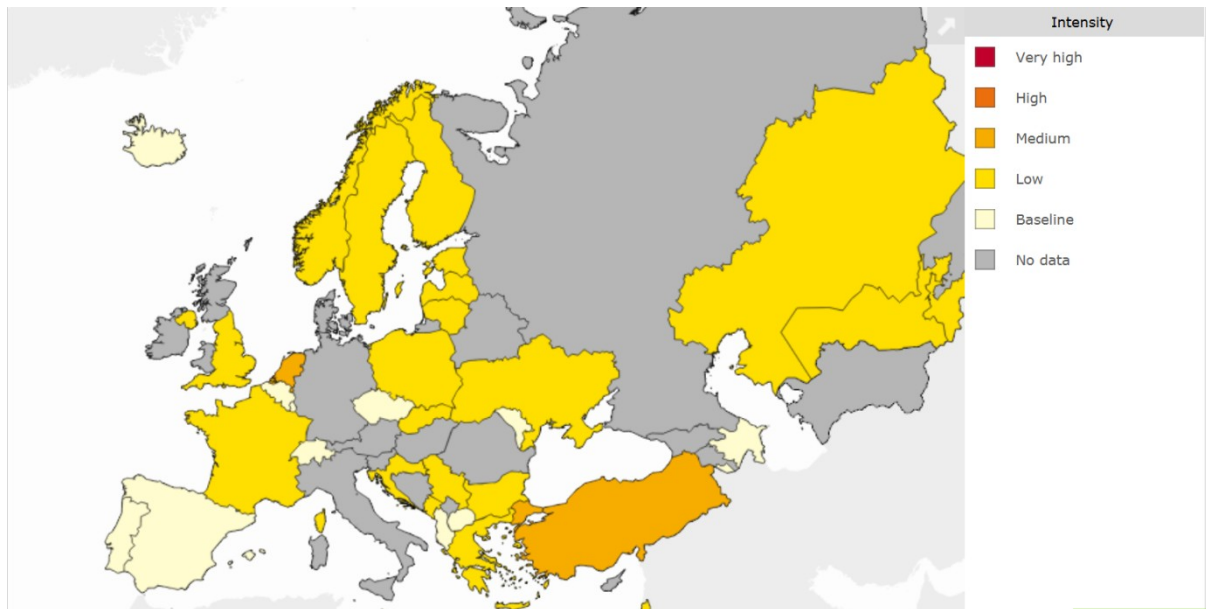 Intensity
Very high
High
Medium
Low
Baseline
No data